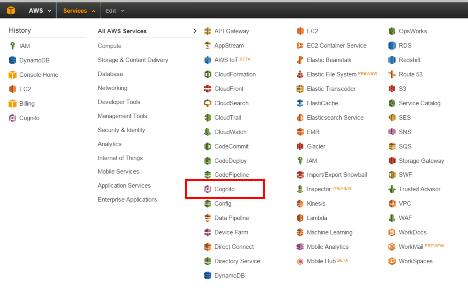 AWS Services Edit
History
IAM
DynamoDB
Console Home
EC2
Billing
Cognito
All AWS Services
Compute
Storage & Content Delivery
Database
Networking
Developer Tools
Management Tools
Security & Identity
Analytics
Internet of Things
Mobile Services
Application Services
Enterprise Applications
API Gateway
AppStream
AWS IoT BETA
CloudFormation
CloudFront
CloudSearch
CloudTrail
CloudWatch
CodeCommit
CodeDeploy
CodePipeline
Cognito
Config
Data Pipeline
Device Farm
Direct Connect
Directory Service
DynamoDB
EC2
EC2 Container Service
Elastic Beanstalk
Elastic File System PREVIEW
Elastic Transcoder
ElastiCache
Elasticsearch Service
EMR
Glacier
IAM
Import/Export Snowball
Inspector PREVIEW
Kinesis
Lambda
Machine Learning
Mobile Analytics
Mobile Hub BETA
OpsWorks
RDS
Redshift
Route 53
S3
Service Catalog
SES
SNS
SQS
Storage Gateway
SWF
Trusted Advisor
VPC
WAF
WorkDocs
WorkMail PREVIEW
WorkSpaces